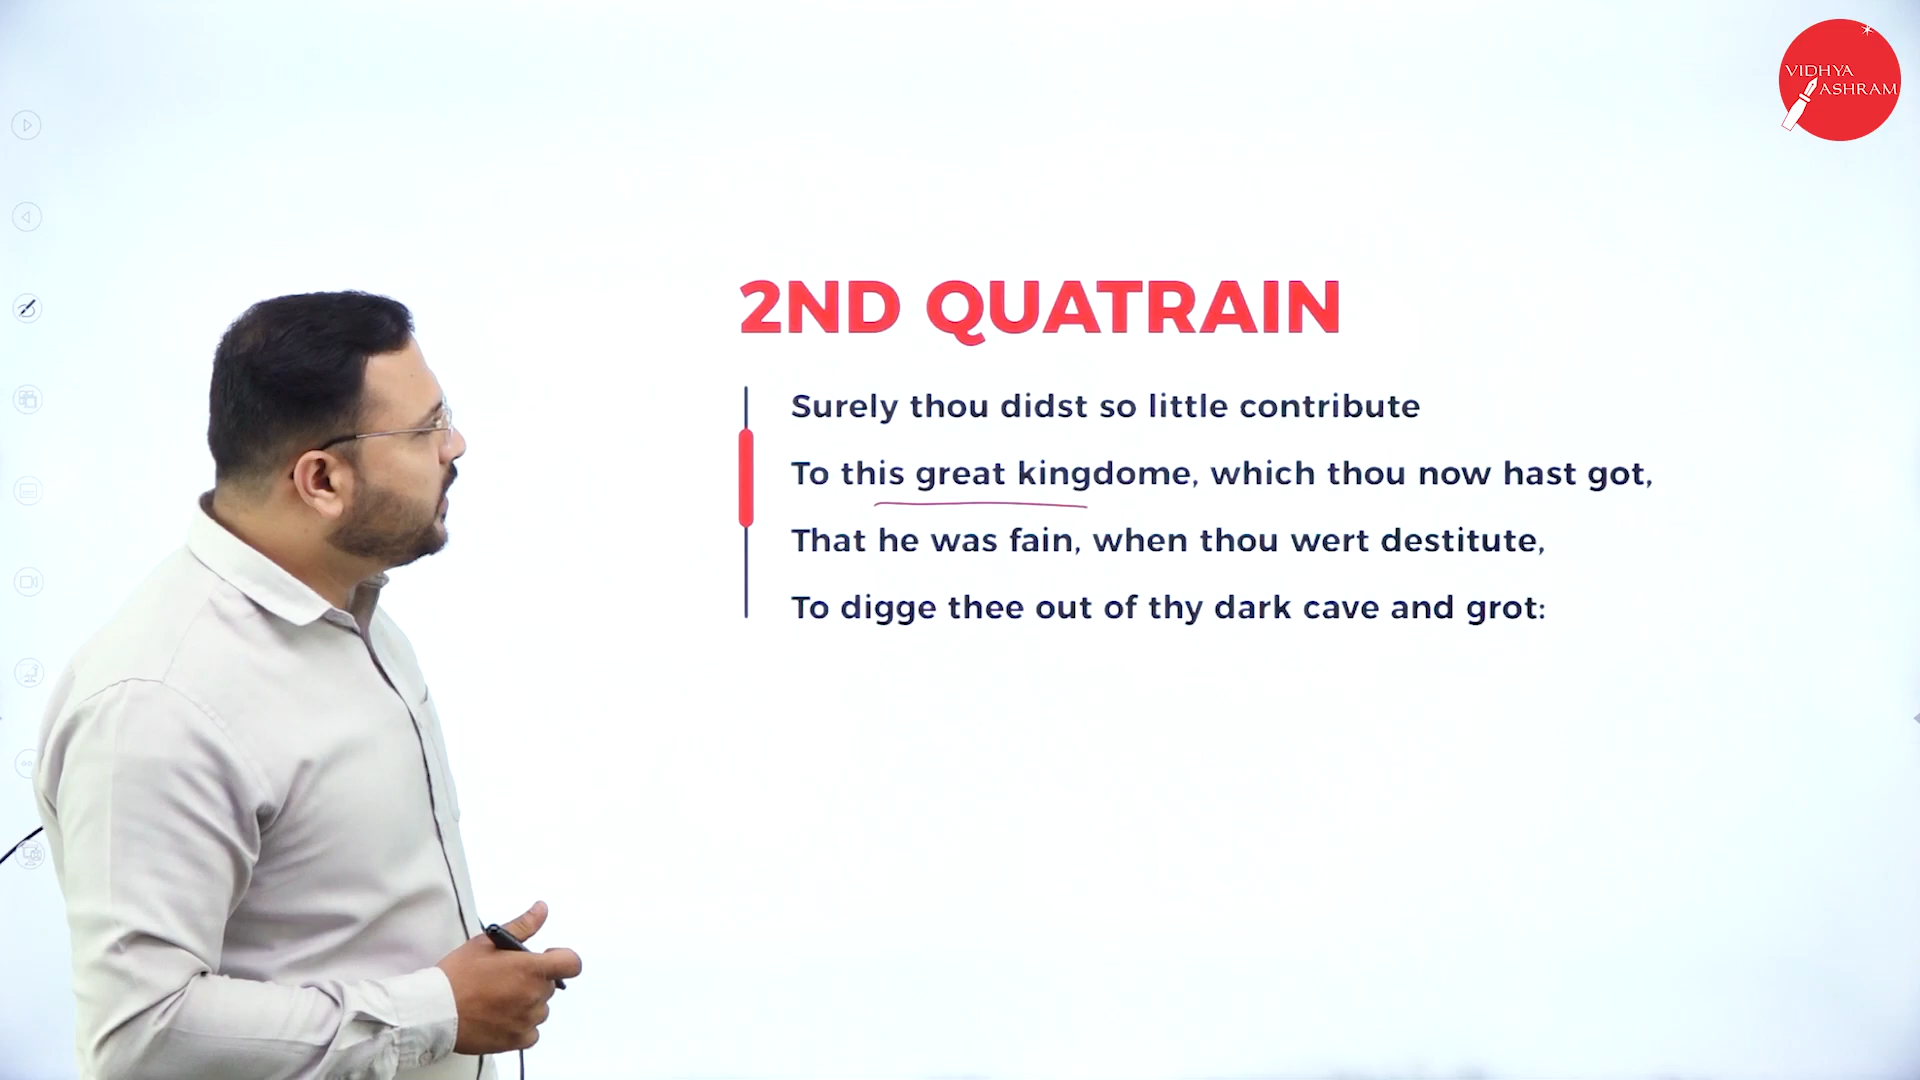 VIDHYA
ASHRAM
2ND QUATRAIN
Surely thou didst so little contribute
To this great kingdome, which thou now hast got,
That he was fain, when thou wert destitute,
To digge thee out of thy dark cave and grot: